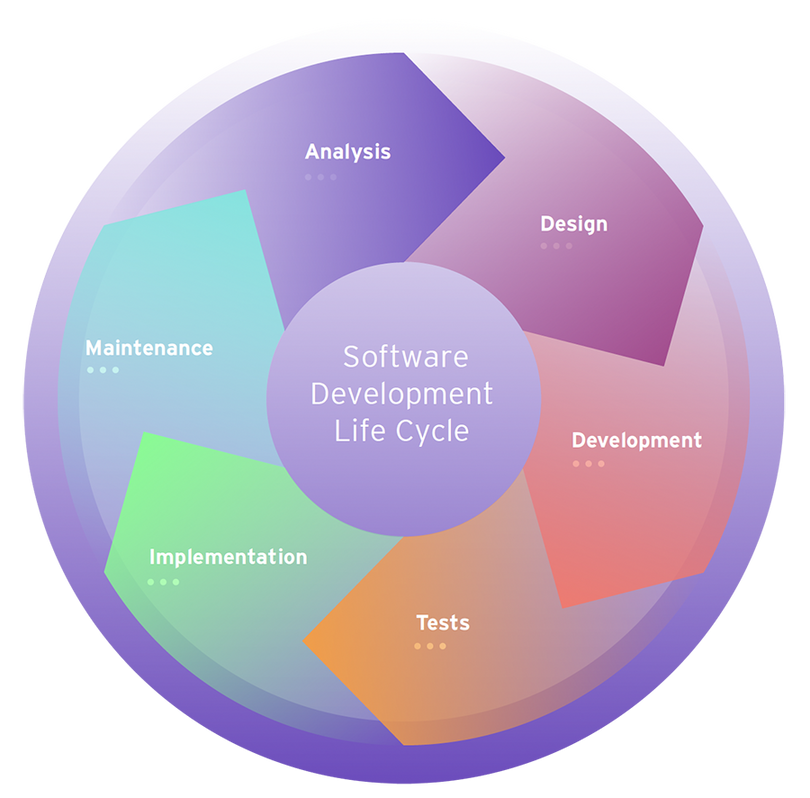 Analysis
Design
Development
Tests
Implementation
Maintenance
Software
Development
Life Cycle